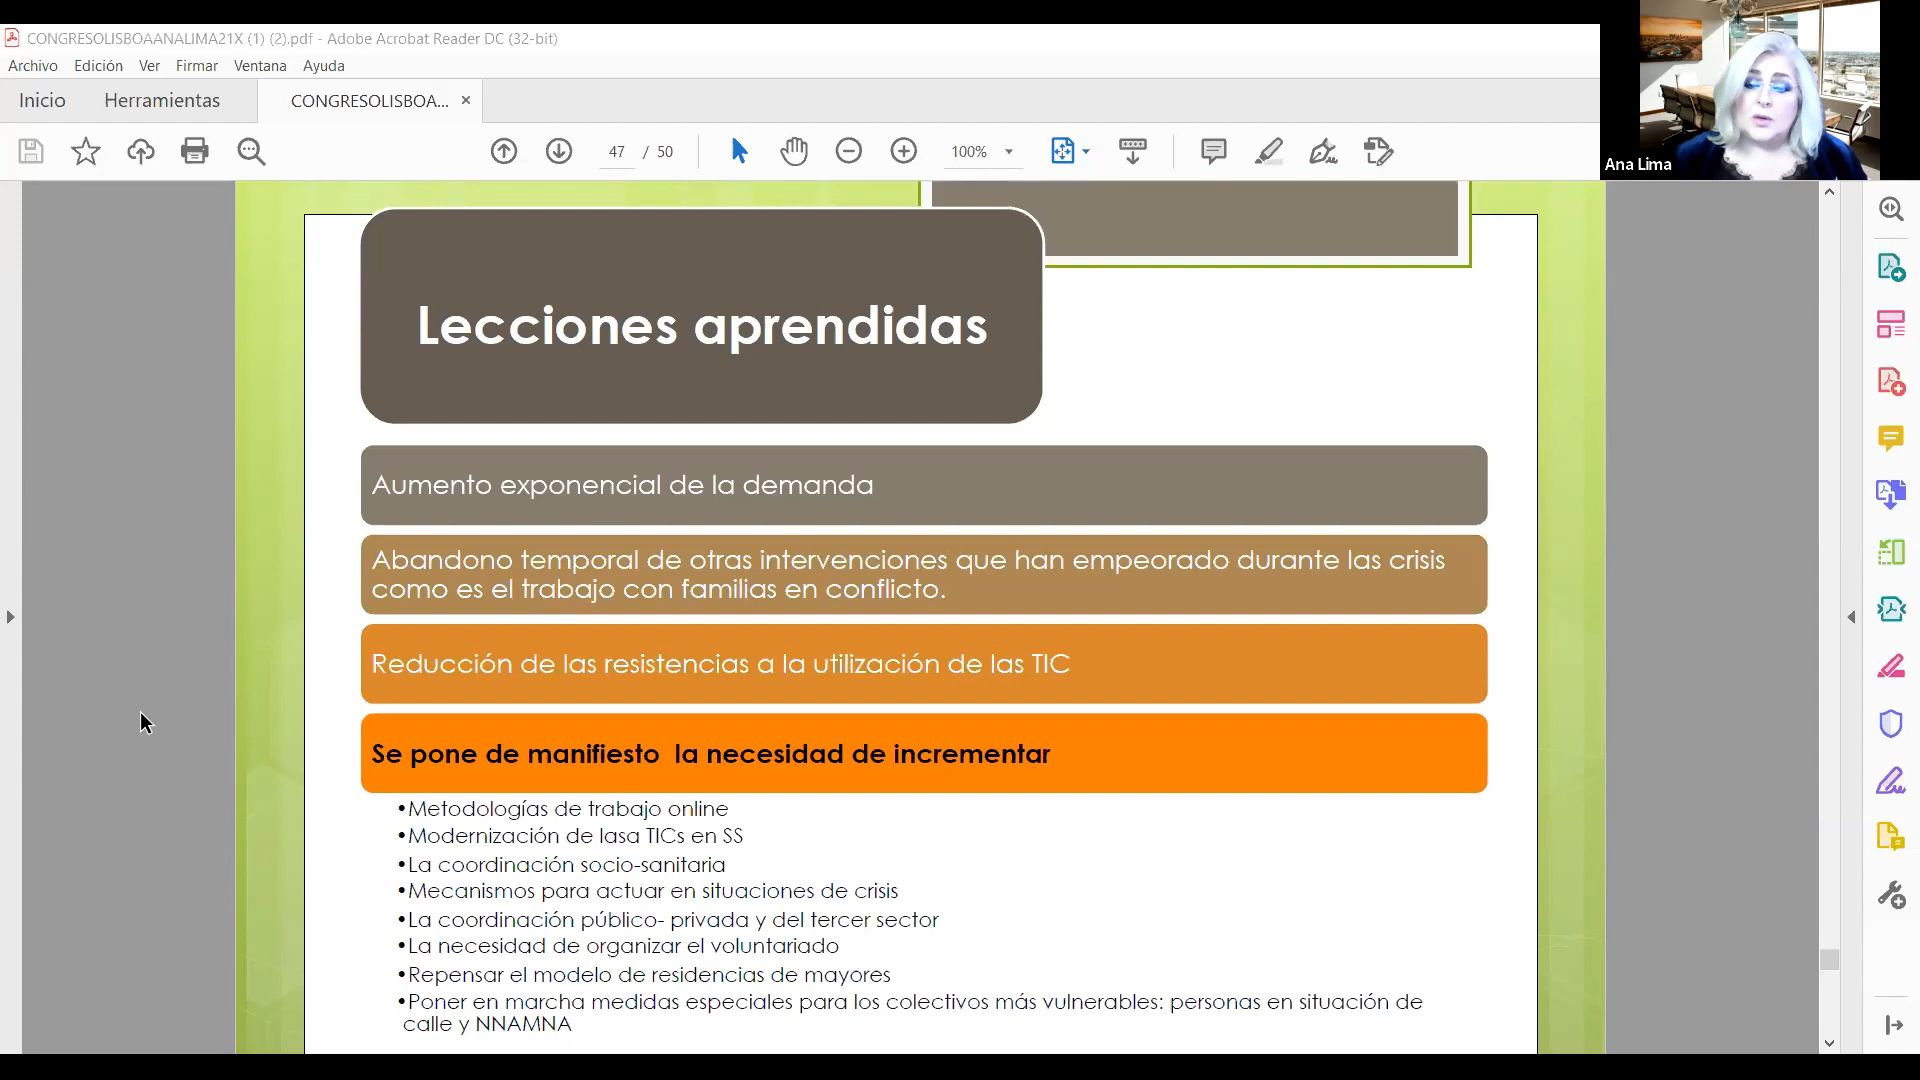 CONGRESOLISBOAANALIMA21X (1) (2).pdf - Adobe Acrobat Reader DC (32-bit)
Archivo Edición Ver Firmar Ventana Ayuda
Inicio Herramientas CONGRESOLISBOA... ×
47 / 50 100%
Ana Lima
Lecciones aprendidas
Aumento exponencial de la demanda
Abandono temporal de otras intervenciones que han empeorado durante las crisis
como es el trabajo con familias en conflicto.
Reducción de las resistencias a la utilización de las TIC
Se pone de manifiesto la necesidad de incrementar
•Metodologías de trabajo online
•Modernización de lasa TICs en SS
•La coordinación socio-sanitaria
•Mecanismos para actuar en situaciones de crisis
•La coordinación público- privada y del tercer sector
•La necesidad de organizar el voluntariado
•Repensar el modelo de residencias de mayores
•Poner en marcha medidas especiales para los colectivos más vulnerables: personas en situación de
calle y NNAMNA